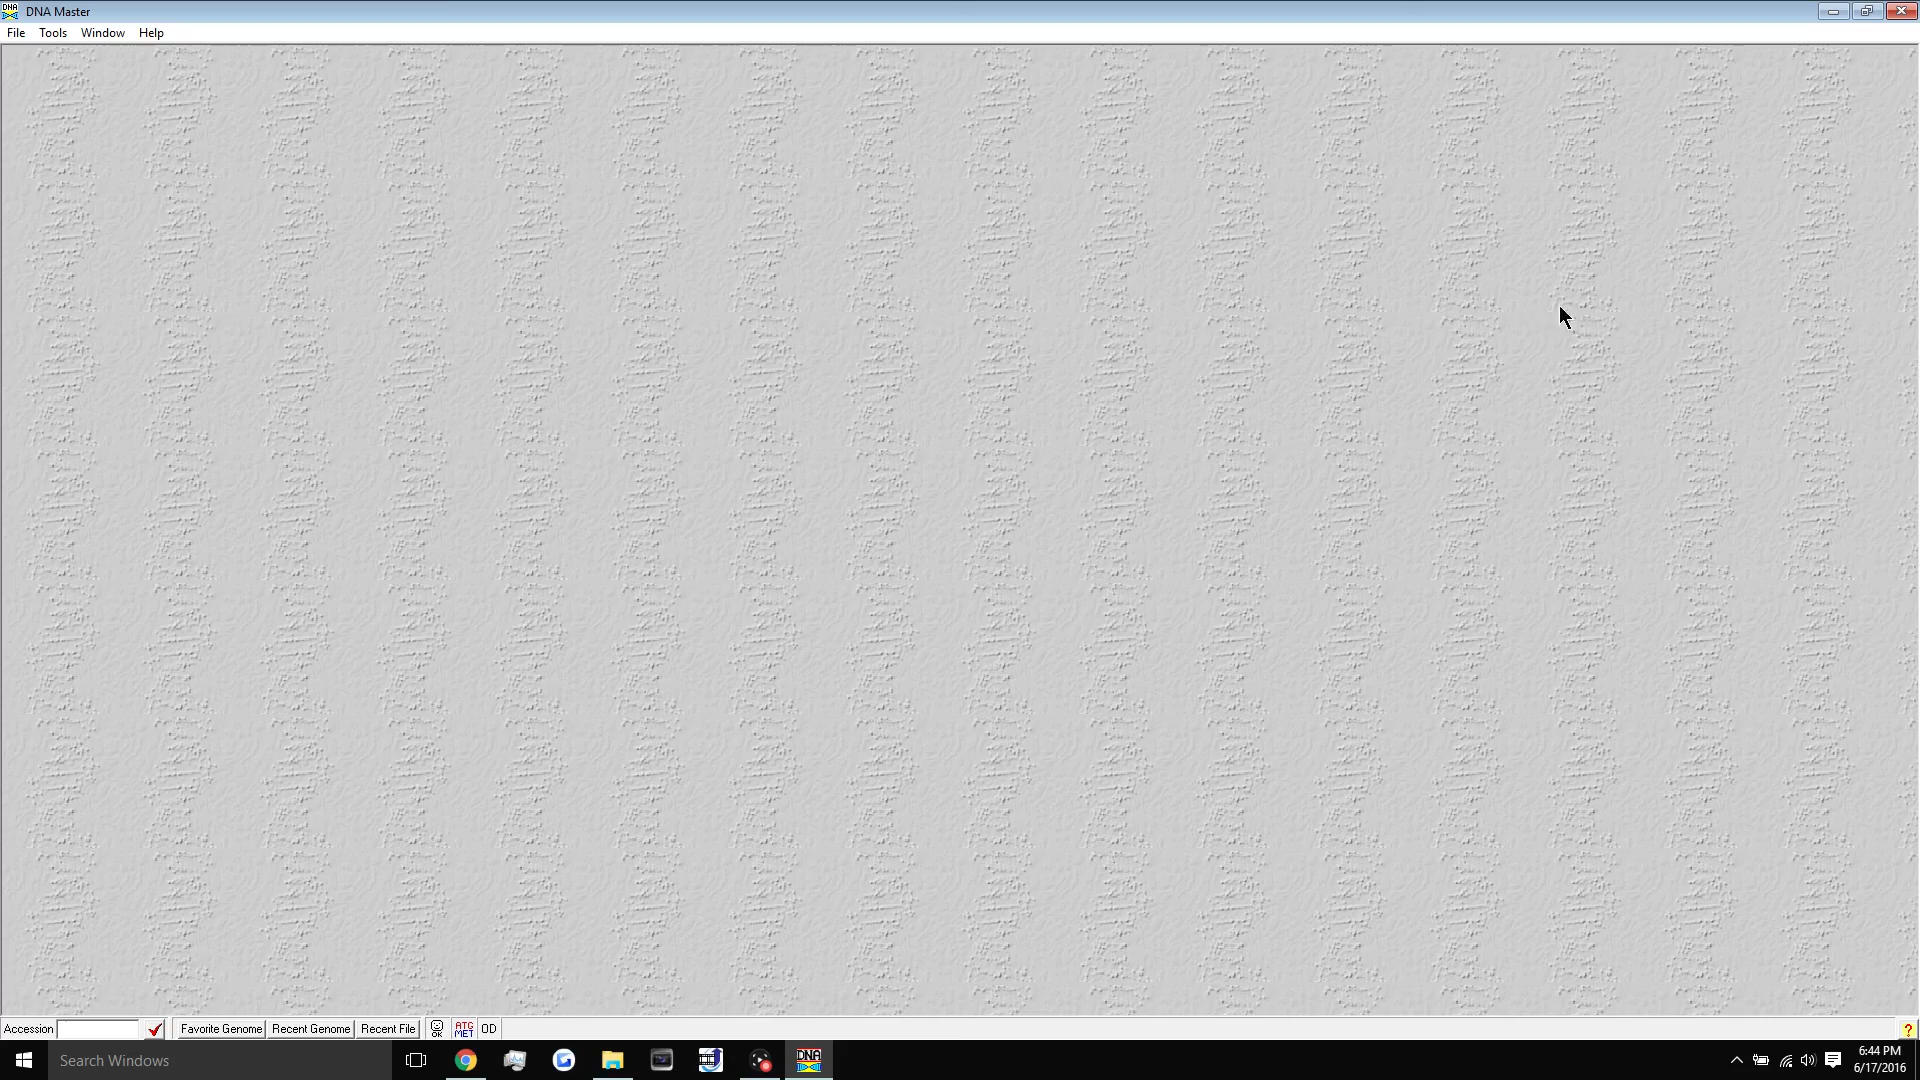 DNA Master
File Tools Window Help
Accession Favorite Genome Recent Genome Recent File OK ATG MET OD ?
Search Windows DNA 6:44 PM
6/17/2016